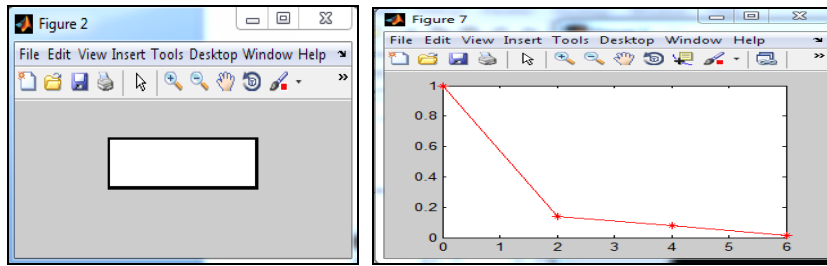 Figure 2
File Edit View Insert Tools Desktop Window Help
»
Figure 7
File Edit View Insert Tools Desktop Window Help
»
1
0.8
0.6
0.4
0.2
0
0 1 2 3 4 5 6